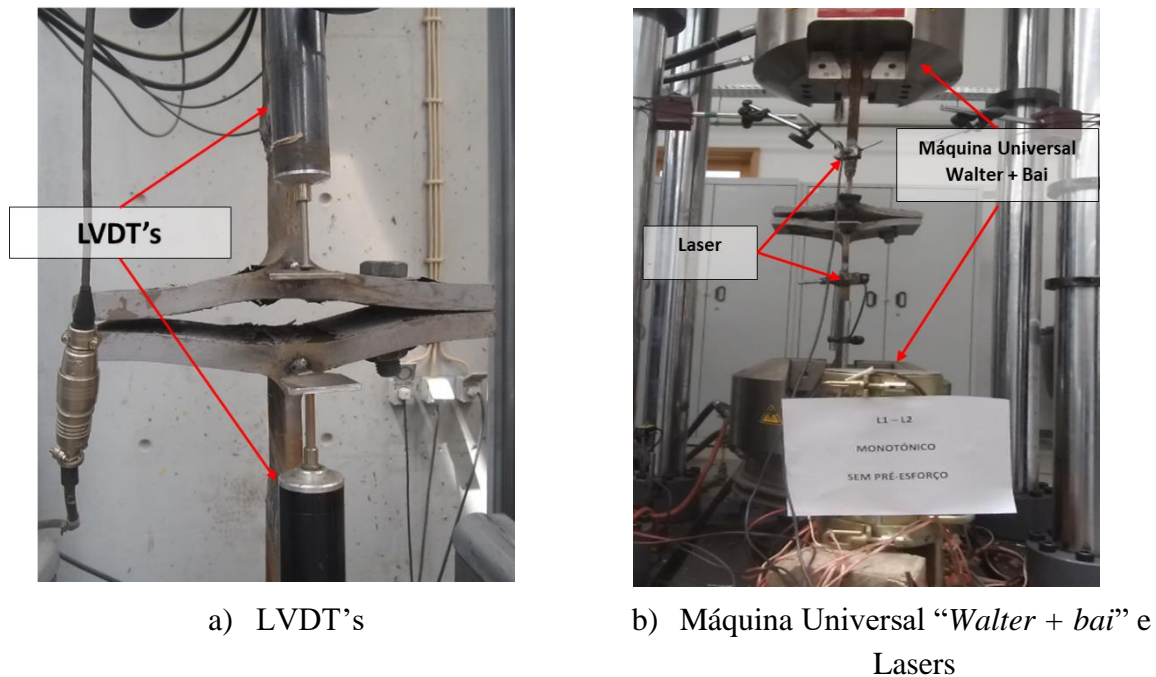 LVDT’s
Máquina Universal
Walter + Bai
Laser
L1 – L2
MONOTÓNICO
SEM PRÉ-ESFORÇO
a) LVDT’s
b) Máquina Universal “Walter + bai” e
Lasers